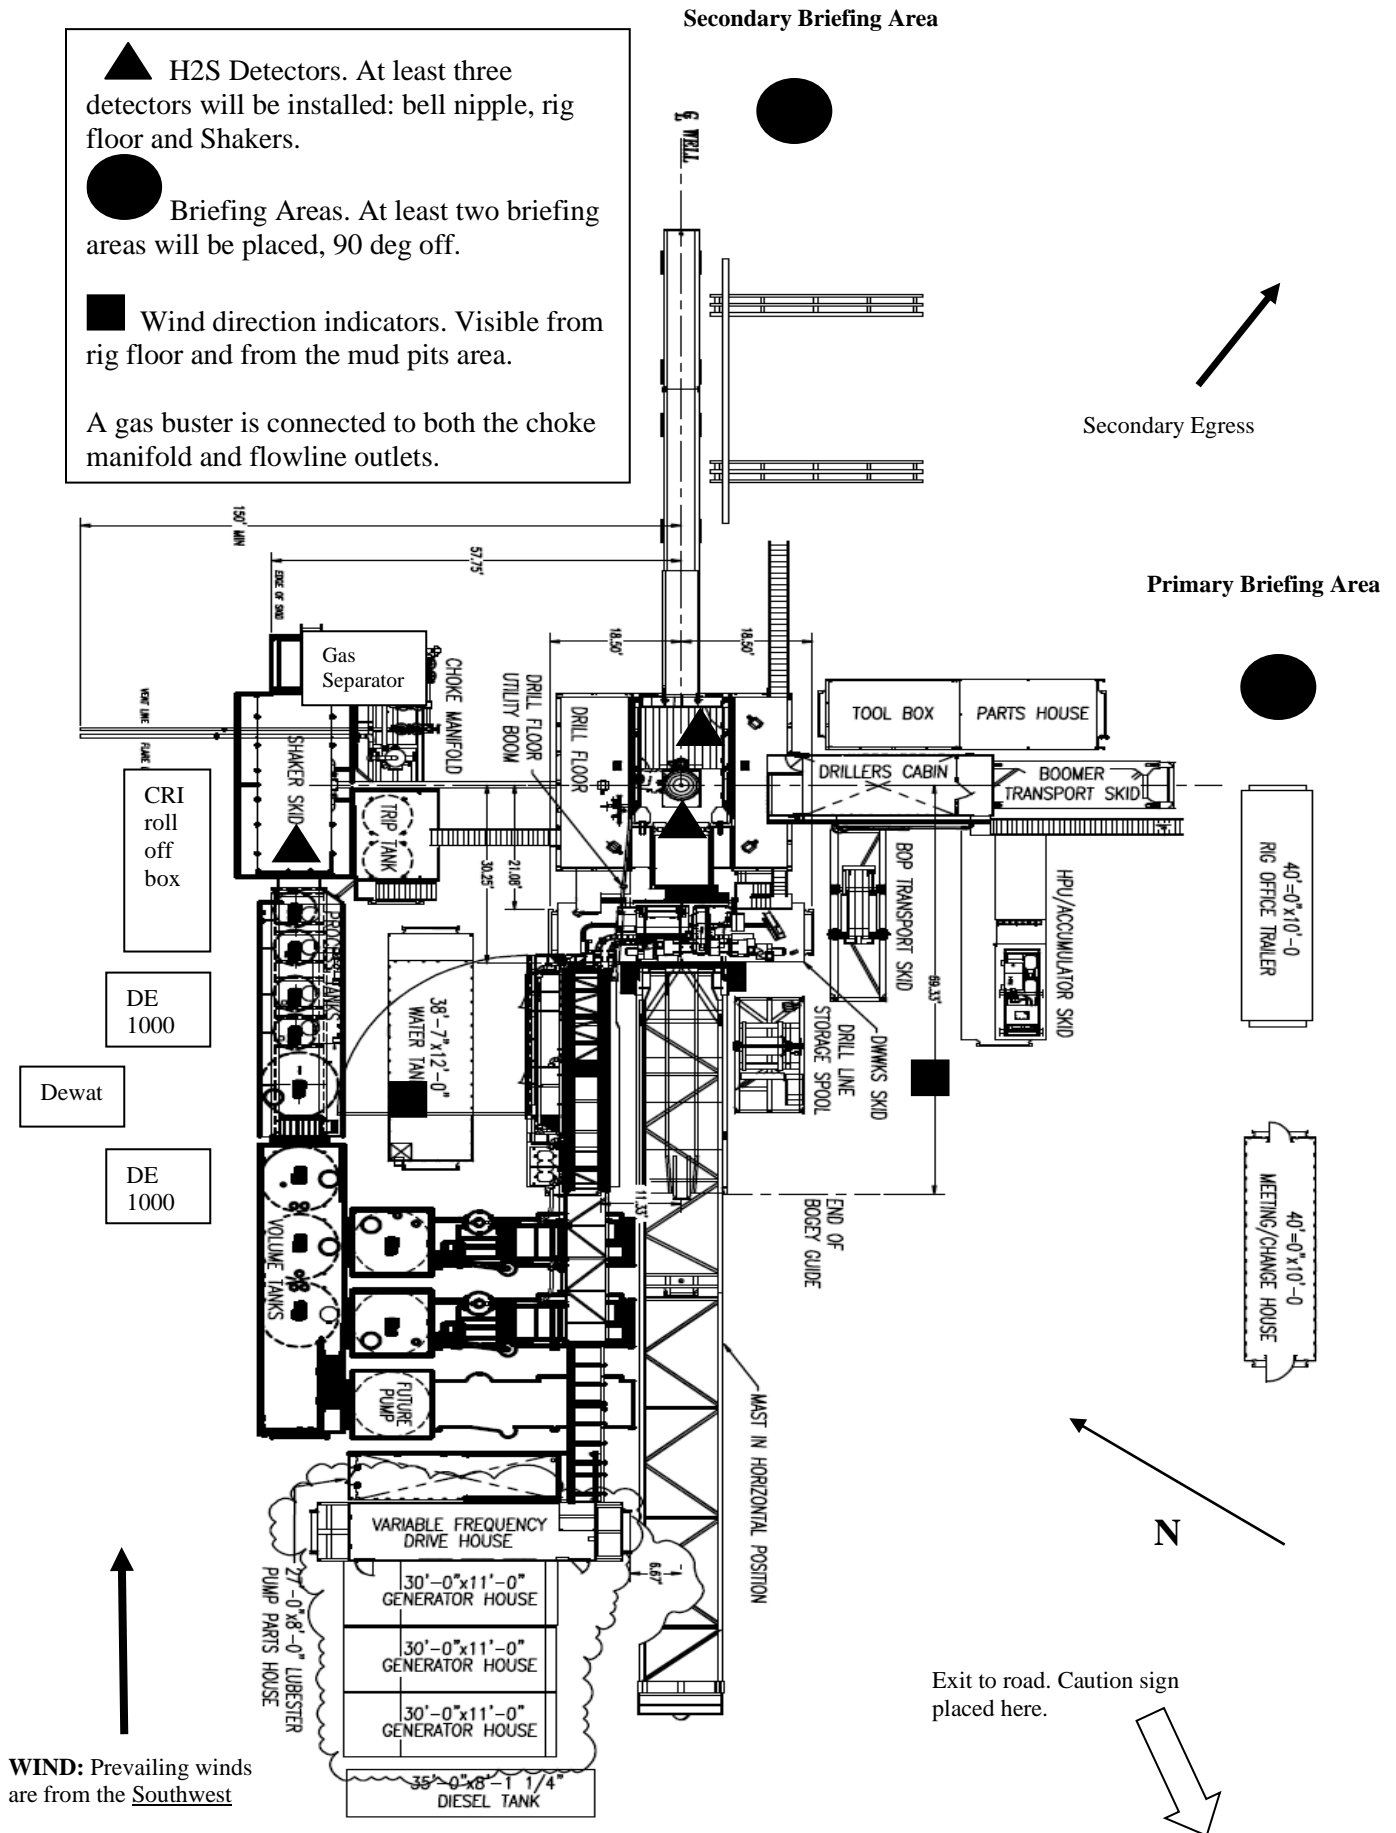 Secondary Briefing Area
H2S Detectors. At least three
detectors will be installed: bell nipple, rig
floor and Shakers.
Briefing Areas. At least two briefing
areas will be placed, 90 deg off.
Wind direction indicators. Visible from
rig floor and from the mud pits area.
A gas buster is connected to both the choke
manifold and flowline outlets.
WELL
Secondary Egress
150' MIN
57.75'
EDGE OF SKID
Primary Briefing Area
18.50'
18.50'
Gas
Separator
CHOKE MANIFOLD
DRILL FLOOR
UTILITY BOOM
DRILL FLOOR
TOOL BOX
PARTS HOUSE
VENT LINE
SHAKER SKID
DRILLERS CABIN
BOOMER
TRANSPORT SKID
CRI
roll
off
box
TRIP TANK
30.25'
21.08'
BOP TRANSPORT SKID
HPU/ACCUMULATOR SKID
40'=0"x10'-0
RIG OFFICE TRAILER
PROCESS TANKS
DE
1000
38'-7"x12'-0"
WATER TAN
69.33'
DWWKS SKID
DRILL LINE
STORAGE SPOOL
Dewat
DE
1000
VOLUME TANKS
11.33'
END OF
BOGEY GUIDE
40'=0"x10'-0
MEETING/CHANGE HOUSE
FUTURE
PUMP
MAST IN HORIZONTAL POSITION
N
VARIABLE FREQUENCY
DRIVE HOUSE
6.67'
27'-0"x8'-0" LUBESTER
PUMP PARTS HOUSE
30'-0"x11'-0"
GENERATOR HOUSE
30'-0"x11'-0"
GENERATOR HOUSE
30'-0"x11'-0"
GENERATOR HOUSE
35'-0"x8'-1 1/4"
DIESEL TANK
Exit to road. Caution sign
placed here.
WIND: Prevailing winds
are from the Southwest